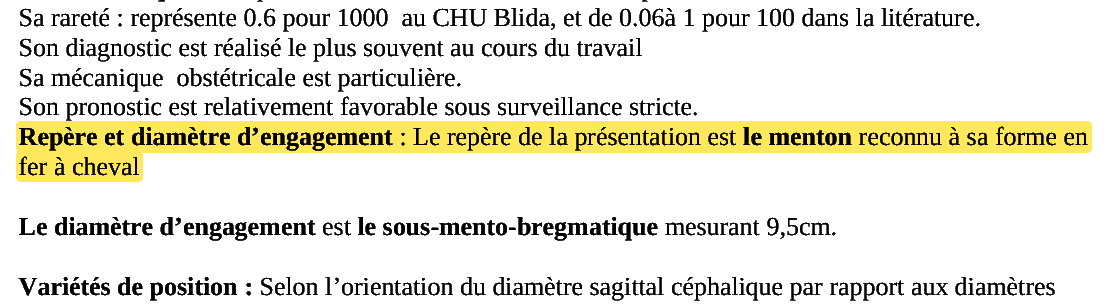 Sa rareté : représente 0.6 pour 1000  au CHU Blida, et de 0.06à 1 pour 100 dans la litérature.
Son diagnostic est réalisé le plus souvent au cours du travail
Sa mécanique  obstétricale est particulière.
Son pronostic est relativement favorable sous surveillance stricte.
Repère et diamètre d’engagement : Le repère de la présentation est le menton reconnu à sa forme en
fer à cheval
Le diamètre d’engagement est le sous-mento-bregmatique mesurant 9,5cm.
Variétés de position : Selon l’orientation du diamètre sagittal céphalique par rapport aux diamètres